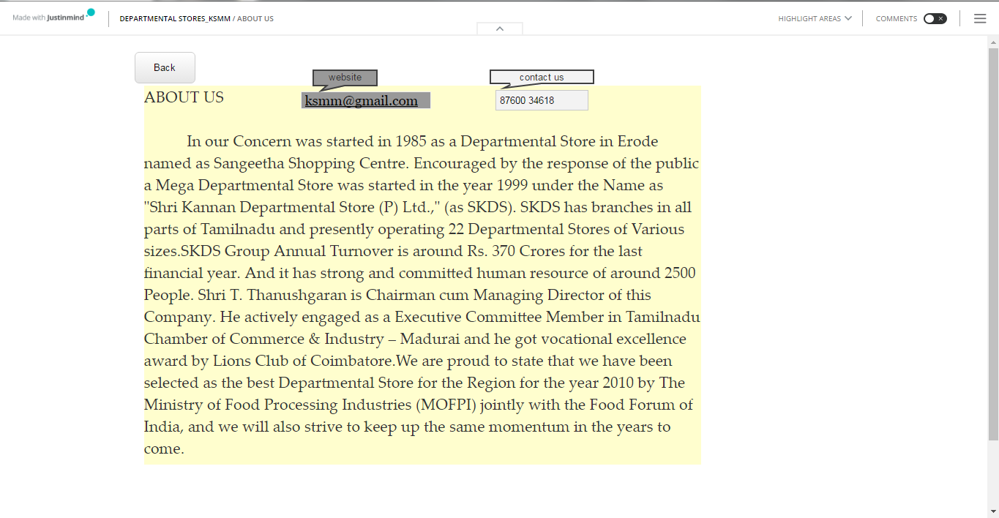 Made with Justinmind
DEPARTMENTAL STORES_KSMM / ABOUT US
HIGHLIGHT AREAS
COMMENTS
Back
website
contact us
ABOUT US
ksmm@gmail.com
87600 34618
In our Concern was started in 1985 as a Departmental Store in Erode
named as Sangeetha Shopping Centre. Encouraged by the response of the public
a Mega Departmental Store was started in the year 1999 under the Name as
"Shri Kannan Departmental Store (P) Ltd.,'' (as SKDS). SKDS has branches in all
parts of Tamilnadu and presently operating 22 Departmental Stores of Various
sizes.SKDS Group Annual Turnover is around Rs. 370 Crores for the last
financial year. And it has strong and committed human resource of around 2500
People. Shri T. Thanushgaran is Chairman cum Managing Director of this
Company. He actively engaged as a Executive Committee Member in Tamilnadu
Chamber of Commerce & Industry – Madurai and he got vocational excellence
award by Lions Club of Coimbatore.We are proud to state that we have been
selected as the best Departmental Store for the Region for the year 2010 by The
Ministry of Food Processing Industries (MOFPI) jointly with the Food Forum of
India, and we will also strive to keep up the same momentum in the years to
come.